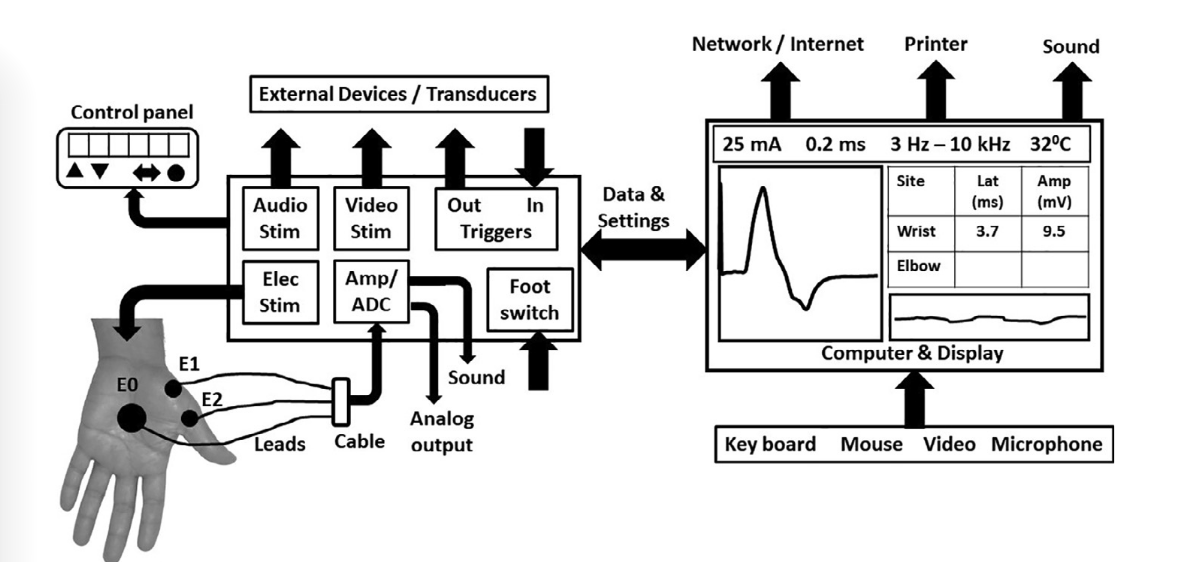 Network / Internet
Printer
Sound
External Devices / Transducers
Control panel
25 mA 0.2 ms 3 Hz – 10 kHz 32⁰C
Audio
Stim
Video
Stim
Out In
Triggers
Data &
Settings
Site Lat
(ms) Amp
(mV)
Wrist 3.7 9.5
Elbow
Elec
Stim
Amp/
ADC
Foot
switch
Computer & Display
E1
E0
E2
Sound
Leads
Cable
Analog
output
Key board Mouse Video Microphone